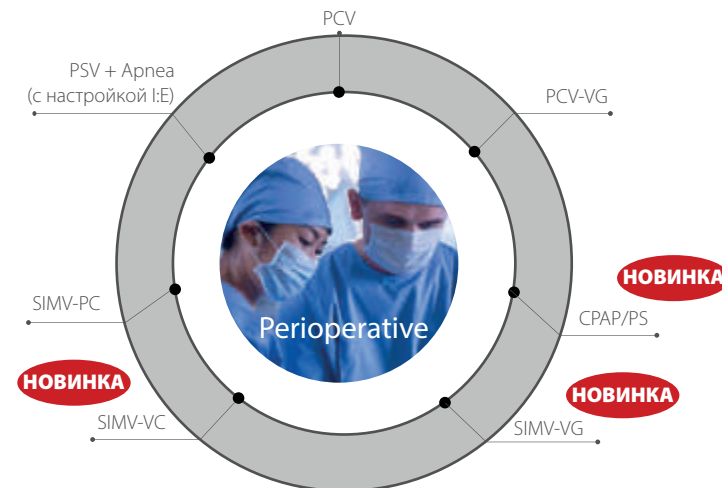 PCV
PSV + Apnea
(с настройкой I:E)
PCV-VG
НОВИНКА
SIMV-PC
Perioperative
CPAP/PS
НОВИНКА
НОВИНКА
SIMV-VC
SIMV-VG